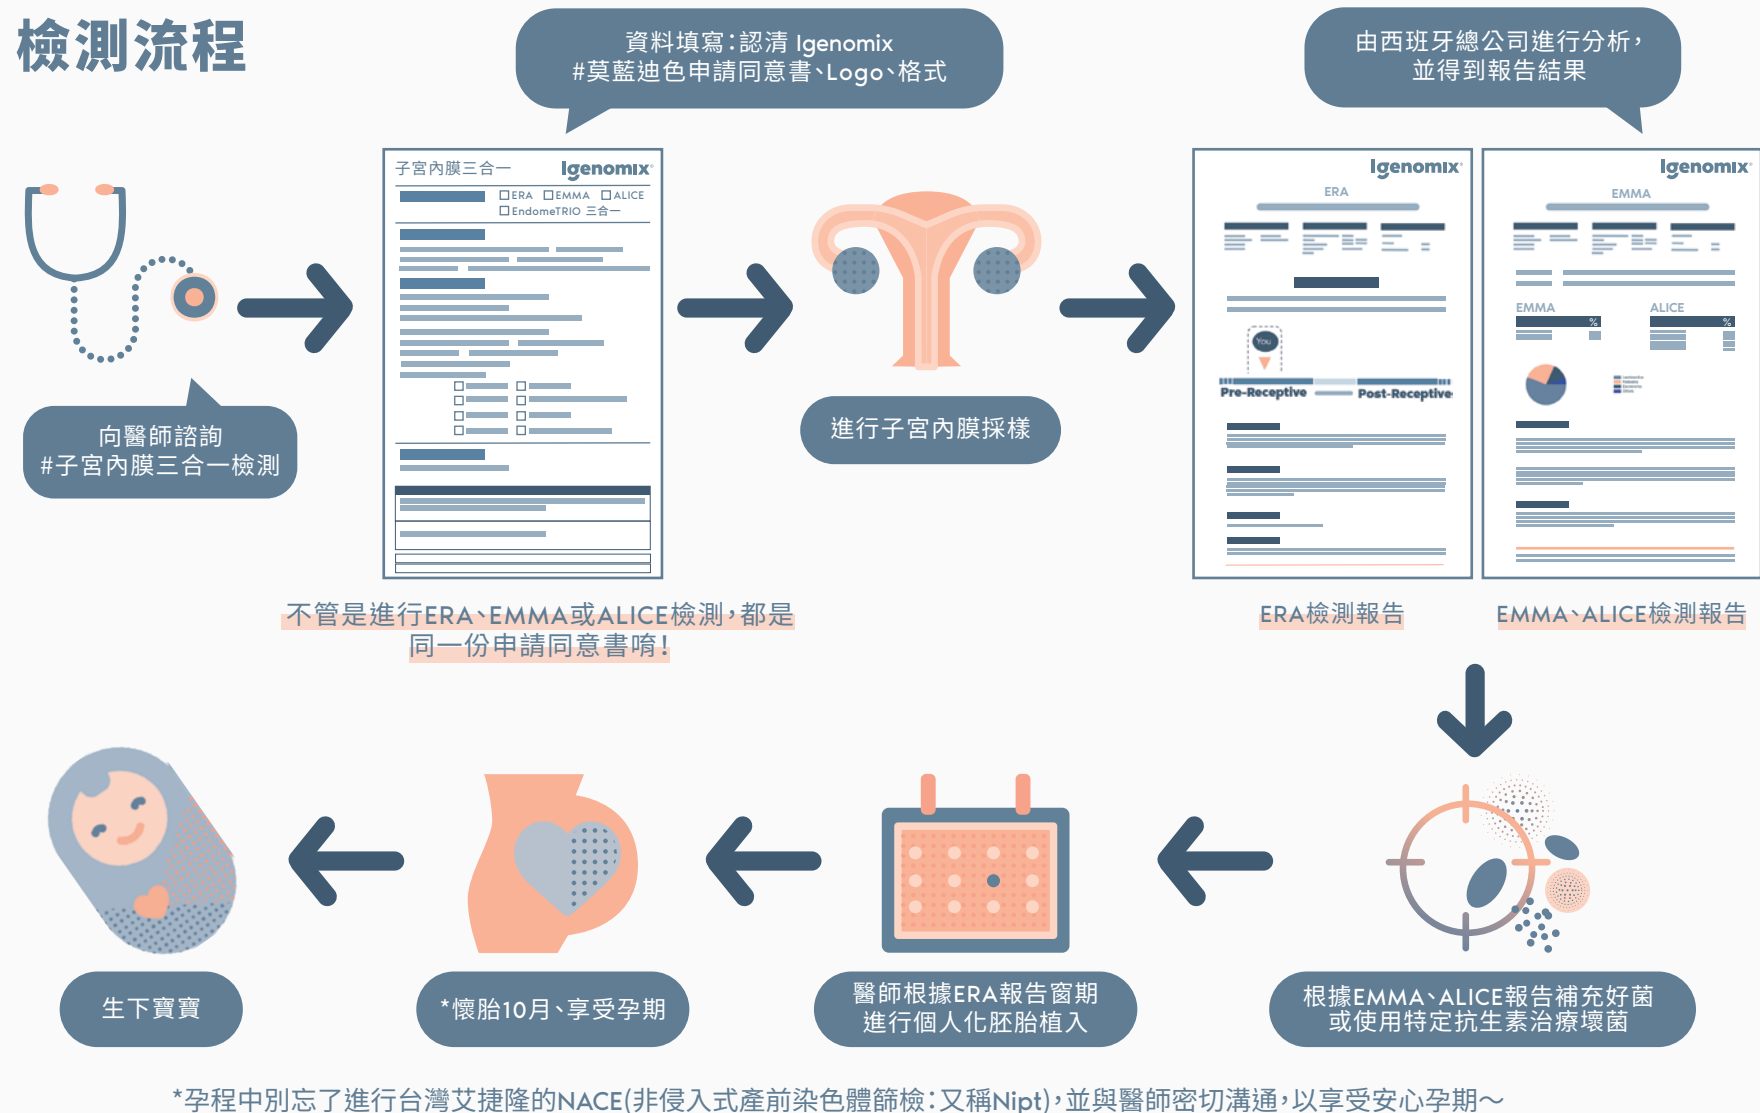 檢測流程
資料填寫：認清 Igenomix
#莫藍迪色申請同意書、Logo、格式
由西班牙總公司進行分析，
並得到報告結果
向醫師諮詢
#子宮內膜三合一檢測
子宮內膜三合一 Igenomix
ERA EMMA ALICE
EndomeTRIO 三合一
進行子宮內膜採樣
Igenomix
ERA
You
Pre-Receptive Post-Receptive
Igenomix
EMMA
EMMA ALICE
% %
不管是進行ERA、EMMA或ALICE檢測，都是
同一份申請同意書唷！
ERA檢測報告
EMMA、ALICE檢測報告
根據EMMA、ALICE報告補充好菌
或使用特定抗生素治療壞菌
醫師根據ERA報告窗期
進行個人化胚胎植入
*懷胎10月、享受孕期
生下寶寶
*孕程中別忘了進行台灣艾捷隆的NACE(非侵入式產前染色體篩檢：又稱Nipt)，並與醫師密切溝通，以享受安心孕期～